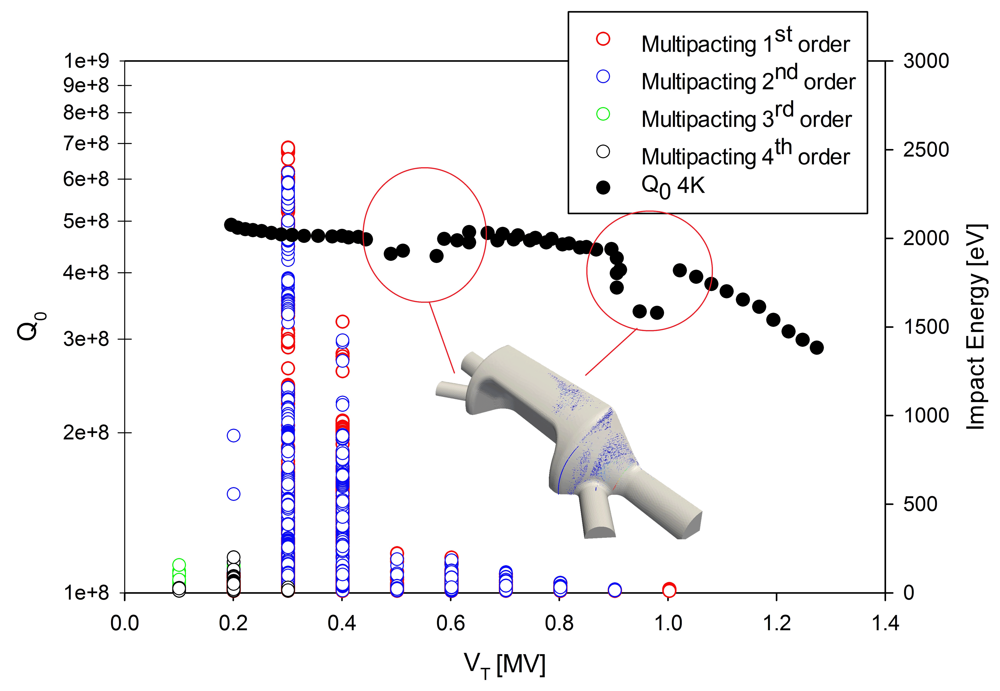 Multipacting 1st order
Multipacting 2nd order
Multipacting 3rd order
Multipacting 4th order
Q0 4K
1e+9
9e+8
8e+8
7e+8
6e+8
5e+8
4e+8
3e+8
2e+8
1e+8
Q0
3000
2500
2000
1500
1000
500
0
Impact Energy [eV]
0.0 0.2 0.4 0.6 0.8 1.0 1.2 1.4
VT [MV]